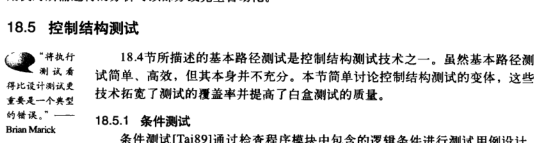 18.5 控制结构测试
“将执行
测试看
得比设计测试更
重要是一个典型
的错误。”——
Brian Marick
18.4节所描述的基本路径测试是控制结构测试技术之一。虽然基本路径测
试简单、高效，但其本身并不充分。本节简单讨论控制结构测试的变体，这些
技术拓宽了测试的覆盖率并提高了白盒测试的质量。
18.5.1 条件测试
条件测试[Tai89]通过检查程序模块中包含的逻辑条件进行测试用例设计。